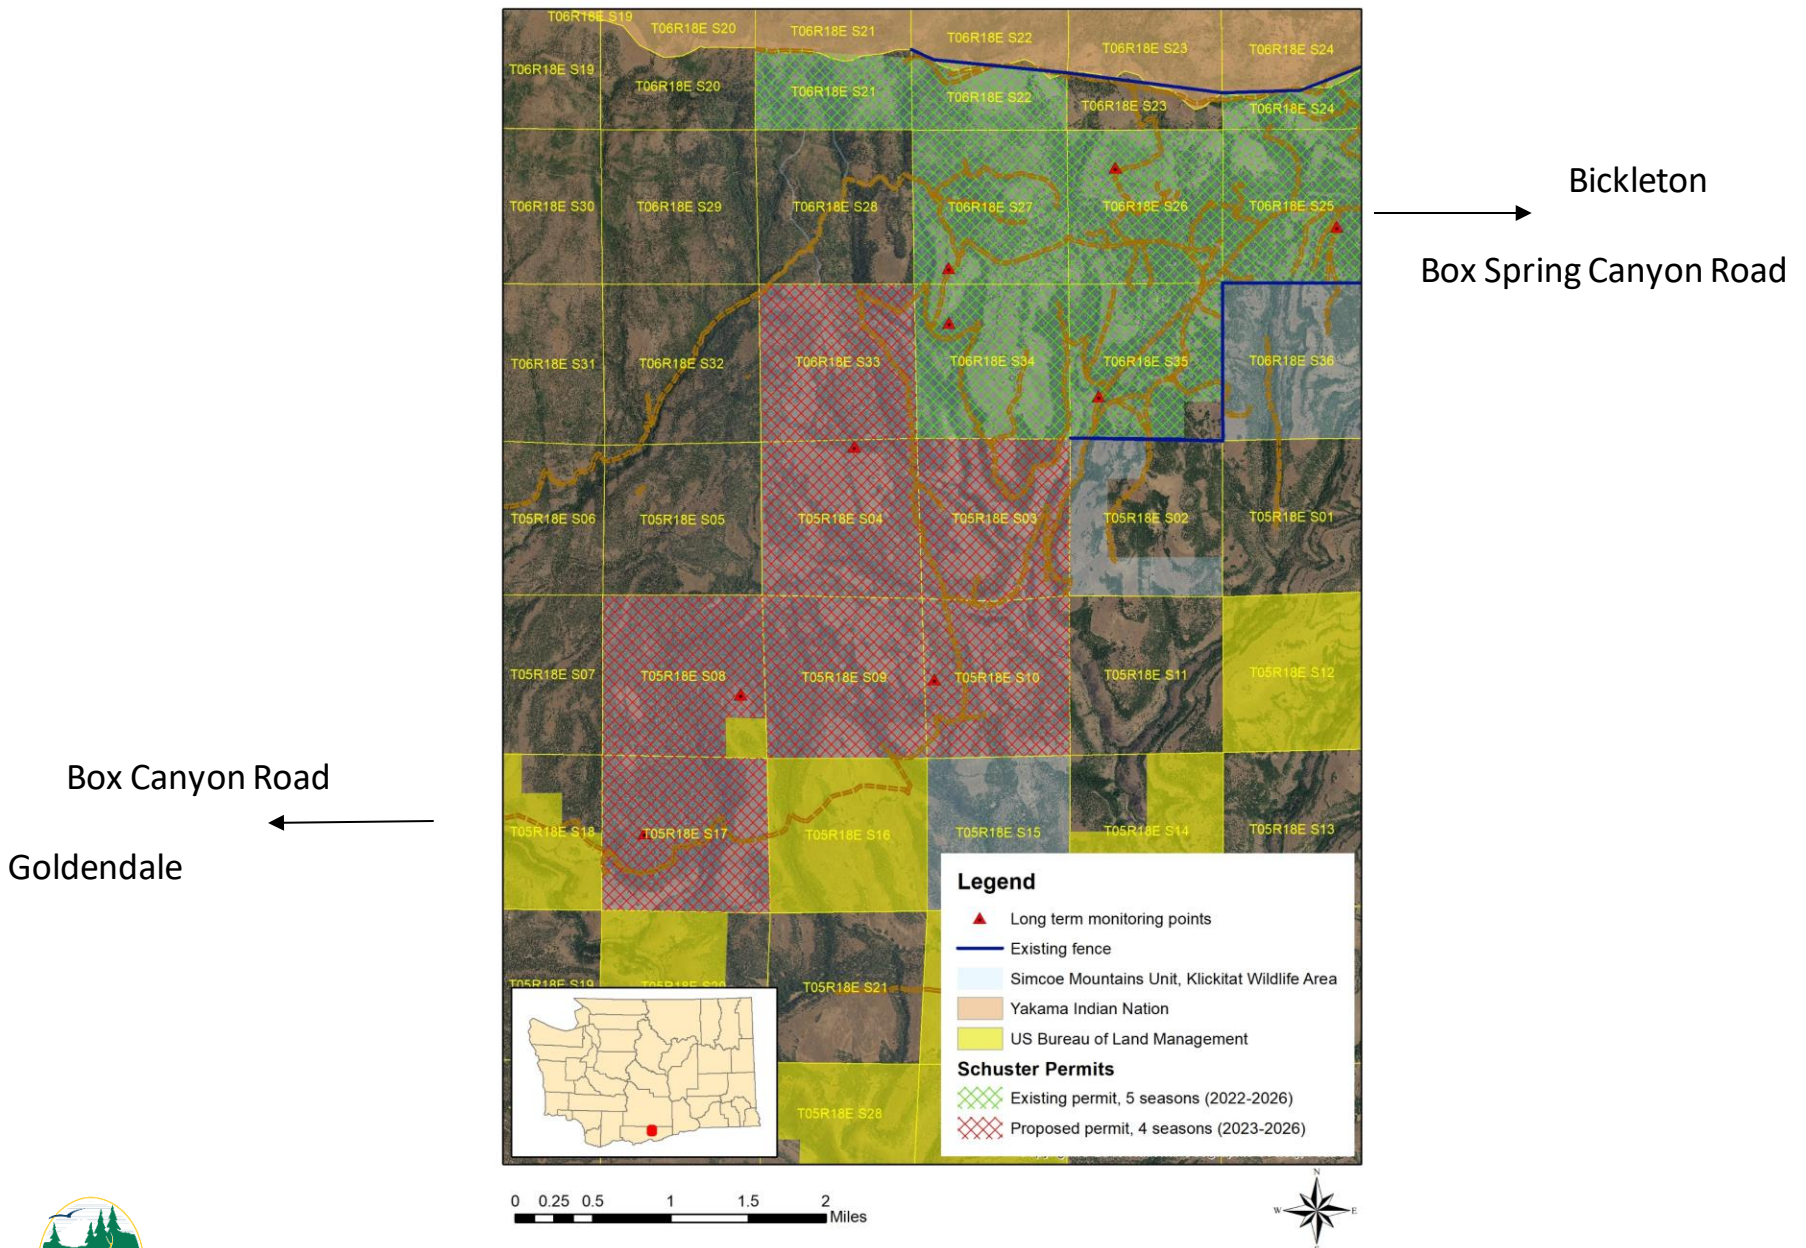 T06R18E S19
T06R18E S20
T06R18E S21
T06R18E S22
T06R18E S23
T06R18E S24
T06R18E S19
T06R18E S20
T06R18E S21
T06R18E S22
T06R18E S23
T06R18E S24
T06R18E S30
T06R18E S29
T06R18E S28
T06R18E S27
T06R18E S26
T06R18E S25
Bickleton
Box Spring Canyon Road
T06R18E S31
T06R18E S32
T06R18E S33
T06R18E S34
T06R18E S35
T06R18E S36
T05R18E S06
T05R18E S05
T05R18E S04
T05R18E S03
T05R18E S02
T05R18E S01
T05R18E S07
T05R18E S08
T05R18E S09
T05R18E S10
T05R18E S11
T05R18E S12
Box Canyon Road
Goldendale
T05R18E S18
T05R18E S17
T05R18E S16
T05R18E S15
T05R18E S14
T05R18E S13
T05R18E S19
T05R18E S20
T05R18E S21
T05R18E S28
Legend
Long term monitoring points
Existing fence
Simcoe Mountains Unit, Klickitat Wildlife Area
Yakama Indian Nation
US Bureau of Land Management
Schuster Permits
Existing permit, 5 seasons (2022-2026)
Proposed permit, 4 seasons (2023-2026)
0 0.25 0.5 1 1.5 2
Miles
N
W E